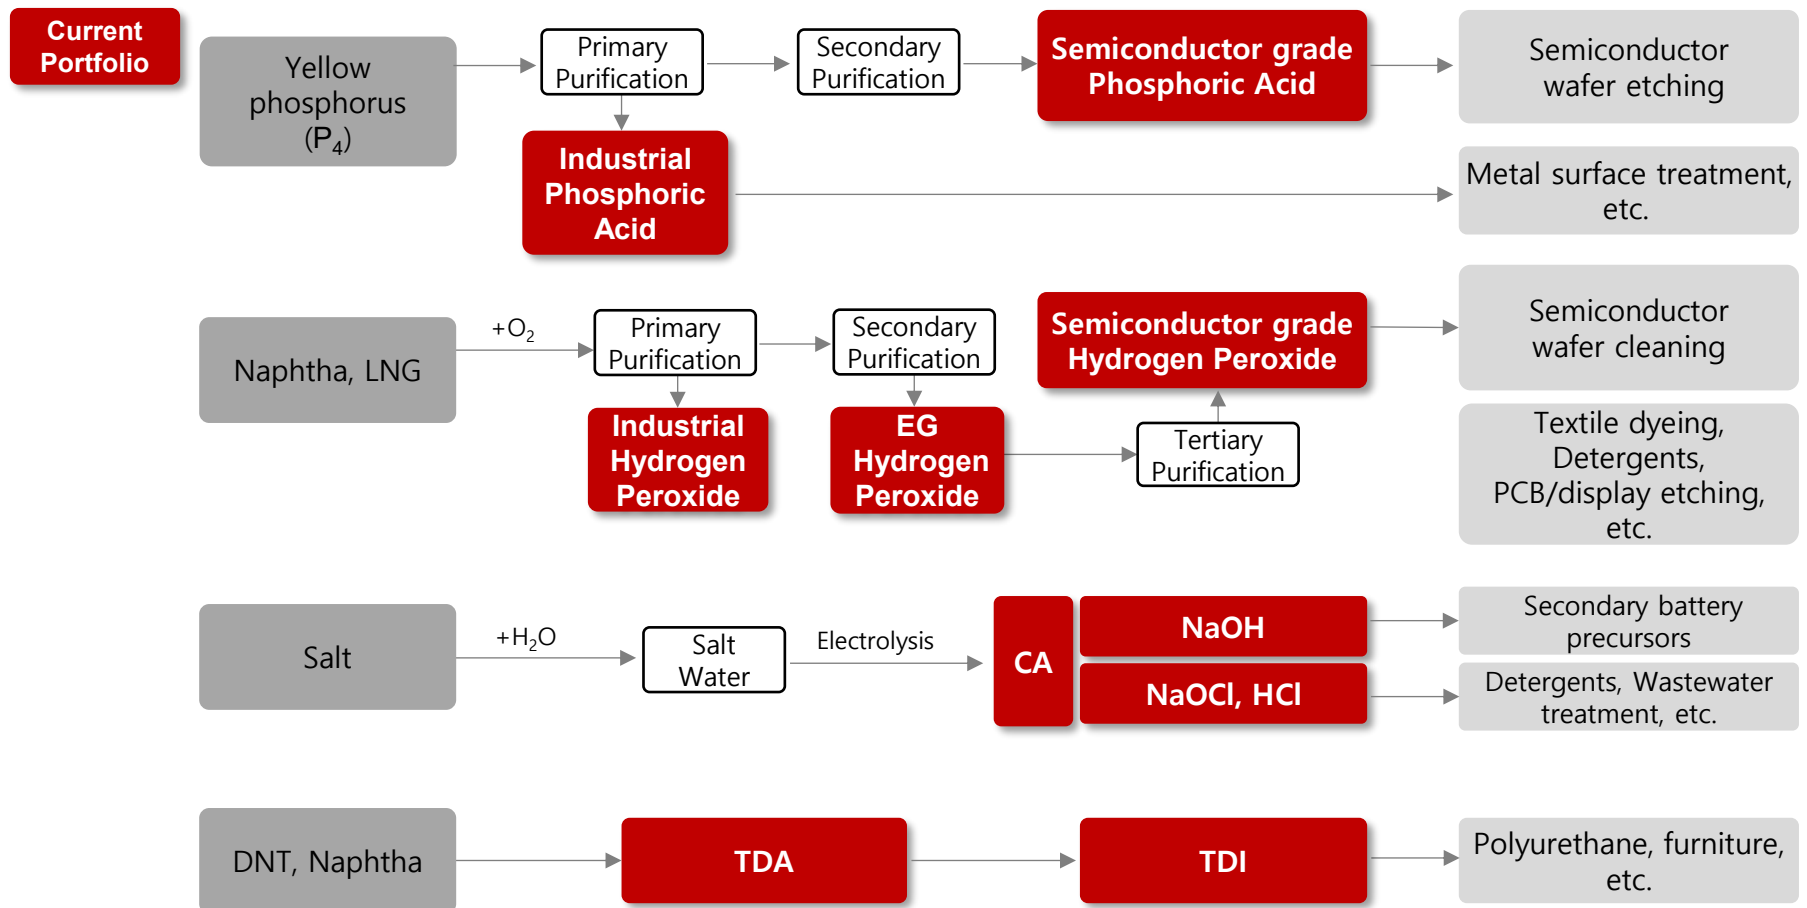 Current
Portfolio
Yellow
phosphorus
(P₄)
Primary
Purification
Secondary
Purification
Semiconductor grade
Phosphoric Acid
Semiconductor
wafer etching
Industrial
Phosphoric
Acid
Metal surface treatment,
etc.
Naphtha, LNG
+O₂
Primary
Purification
Secondary
Purification
Semiconductor grade
Hydrogen Peroxide
Semiconductor
wafer cleaning
Industrial
Hydrogen
Peroxide
EG
Hydrogen
Peroxide
Tertiary
Purification
Textile dyeing,
Detergents,
PCB/display etching,
etc.
Salt
+H₂O
Salt
Water
Electrolysis
CA
NaOH
NaOCl, HCl
Secondary battery
precursors
Detergents, Wastewater
treatment, etc.
DNT, Naphtha
TDA
TDI
Polyurethane, furniture,
etc.